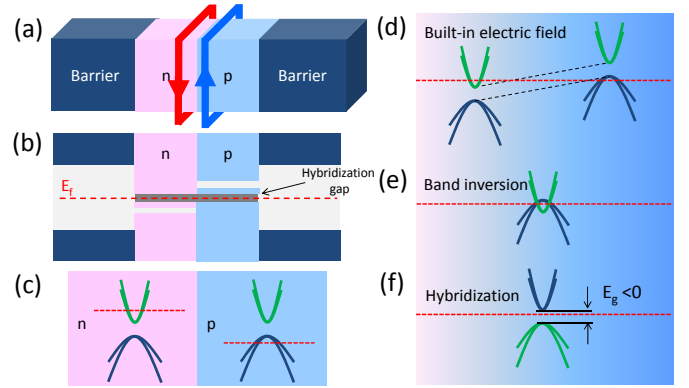 (a)
Barrier
n
p
Barrier
(b)
n
p
E_f
Hybridization
gap
(c)
n
p
(d)
Built-in electric field
(e)
Band inversion
(f)
Hybridization
E_g <0